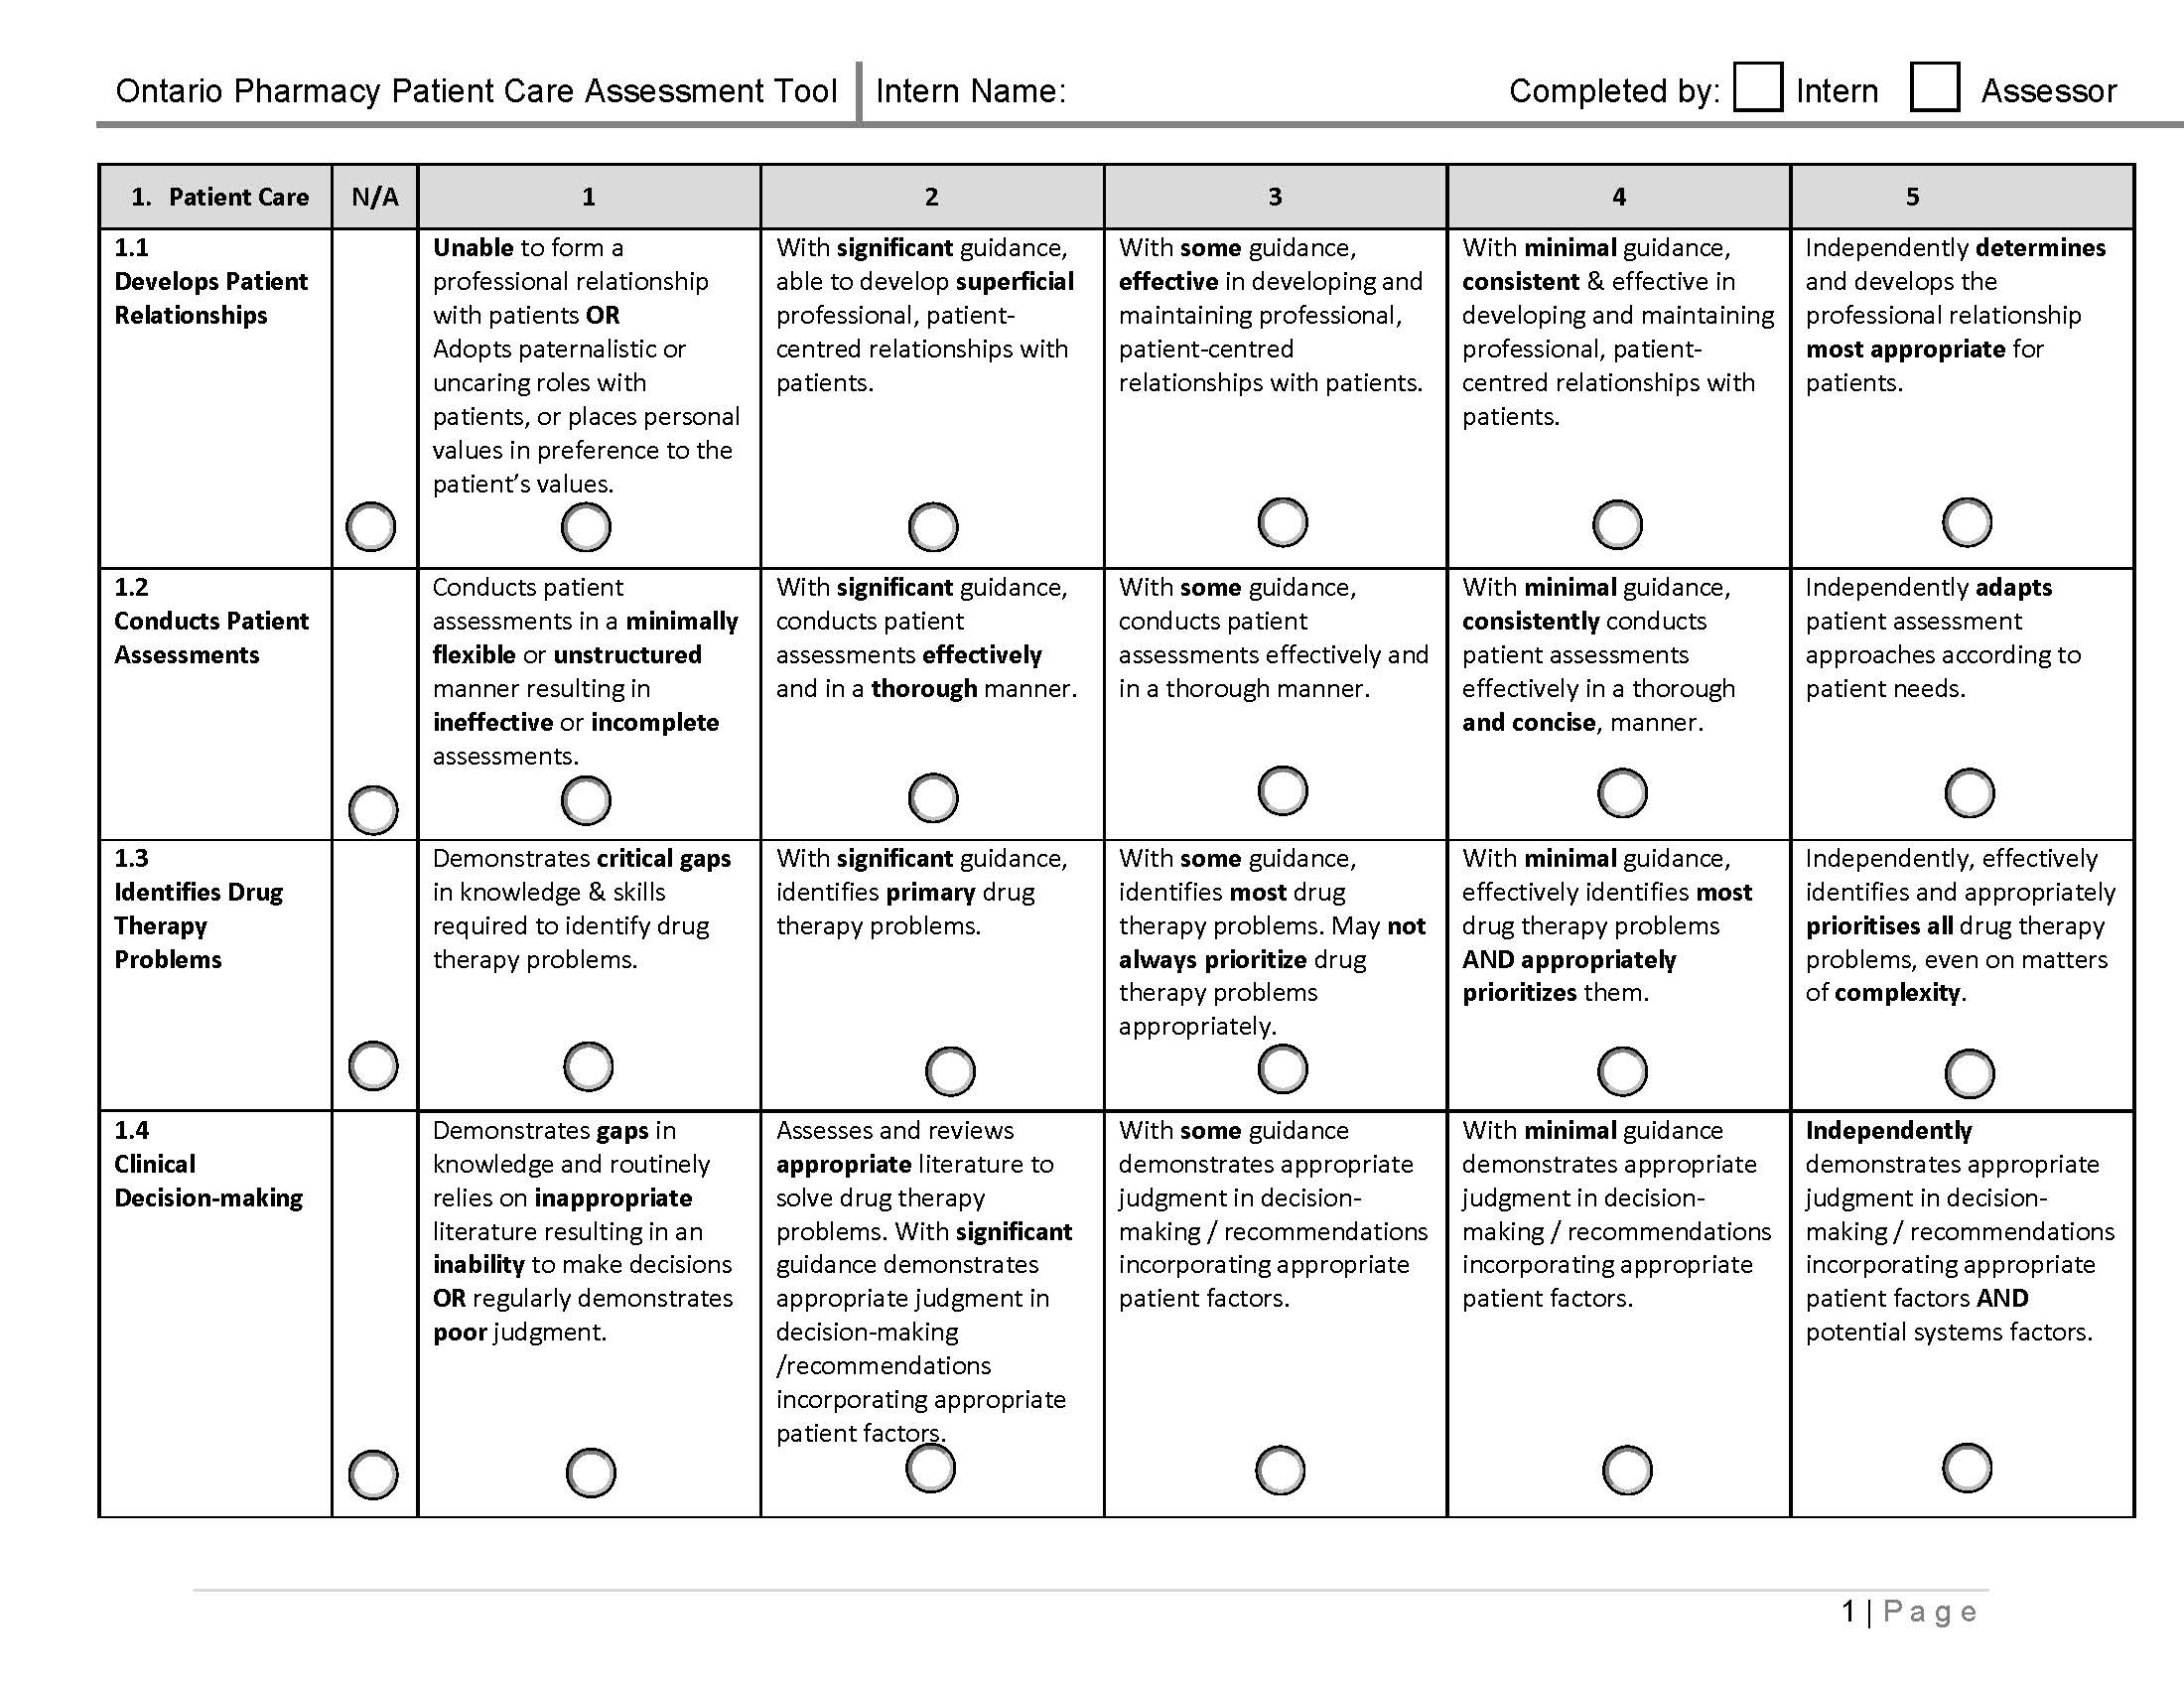 Ontario Pharmacy Patient Care Assessment Tool
Intern Name:
Completed by:
Intern
Assessor
1. Patient Care
N/A
1
2
3
4
5
1.1
Develops Patient
Relationships
Unable to form a
professional relationship
with patients OR
Adopts paternalistic or
uncaring roles with
patients, or places personal
values in preference to the
patient’s values.
With significant guidance,
able to develop superficial
professional, patient-
centred relationships with
patients.
With some guidance,
effective in developing and
maintaining professional,
patient-centred
relationships with patients.
With minimal guidance,
consistent & effective in
developing and maintaining
professional, patient-
centred relationships with
patients.
Independently determines
and develops the
professional relationship
most appropriate for
patients.
1.2
Conducts Patient
Assessments
Conducts patient
assessments in a minimally
flexible or unstructured
manner resulting in
ineffective or incomplete
assessments.
With significant guidance,
conducts patient
assessments effectively
and in a thorough manner.
With some guidance,
conducts patient
assessments effectively and
in a thorough manner.
With minimal guidance,
consistently conducts
patient assessments
effectively in a thorough
and concise, manner.
Independently adapts
patient assessment
approaches according to
patient needs.
1.3
Identifies Drug
Therapy
Problems
Demonstrates critical gaps
in knowledge & skills
required to identify drug
therapy problems.
With significant guidance,
identifies primary drug
therapy problems.
With some guidance,
identifies most drug
therapy problems. May not
always prioritize drug
therapy problems
appropriately.
With minimal guidance,
effectively identifies most
drug therapy problems
AND appropriately
prioritizes them.
Independently, effectively
identifies and appropriately
prioritises all drug therapy
problems, even on matters
of complexity.
1.4
Clinical
Decision-making
Demonstrates gaps in
knowledge and routinely
relies on inappropriate
literature resulting in an
inability to make decisions
OR regularly demonstrates
poor judgment.
Assesses and reviews
appropriate literature to
solve drug therapy
problems. With significant
guidance demonstrates
appropriate judgment in
decision-making
/recommendations
incorporating appropriate
patient factors.
With some guidance
demonstrates appropriate
judgment in decision-
making / recommendations
incorporating appropriate
patient factors.
With minimal guidance
demonstrates appropriate
judgment in decision-
making / recommendations
incorporating appropriate
patient factors.
Independently
demonstrates appropriate
judgment in decision-
making / recommendations
incorporating appropriate
patient factors AND
potential systems factors.
1 | Page